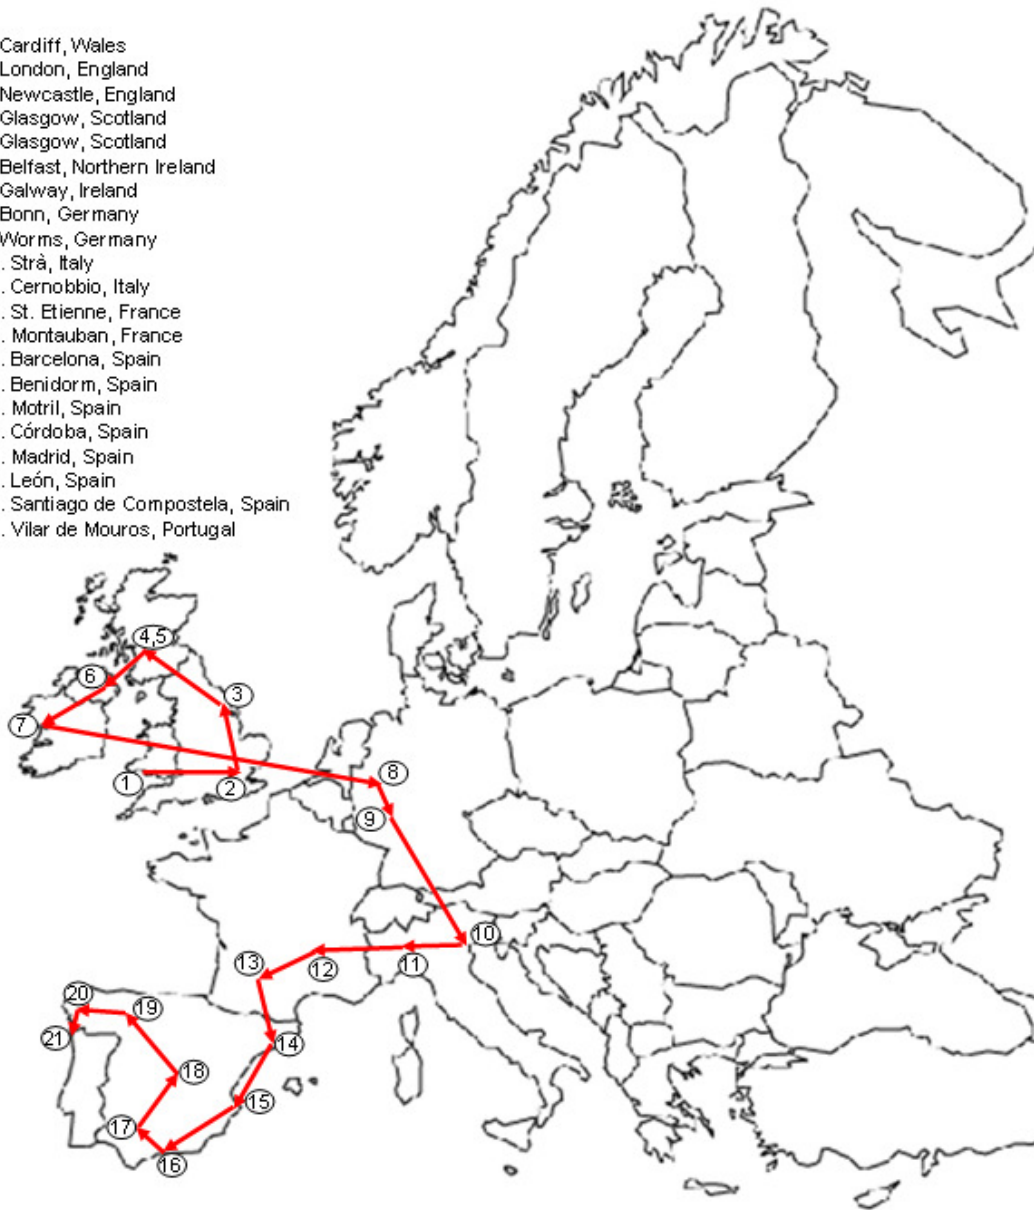 Cardiff, Wales
London, England
Newcastle, England
Glasgow, Scotland
Glasgow, Scotland
Belfast, Northern Ireland
Galway, Ireland
Bonn, Germany
Worms, Germany
. Strà, Italy
. Cernobbio, Italy
. St. Etienne, France
. Montauban, France
. Barcelona, Spain
. Benidorm, Spain
. Motril, Spain
. Córdoba, Spain
. Madrid, Spain
. León, Spain
. Santiago de Compostela, Spain
. Vilar de Mouros, Portugal
4,5
6
3
7
1
2
8
9
10
11
12
13
20
19
21
14
18
15
17
16